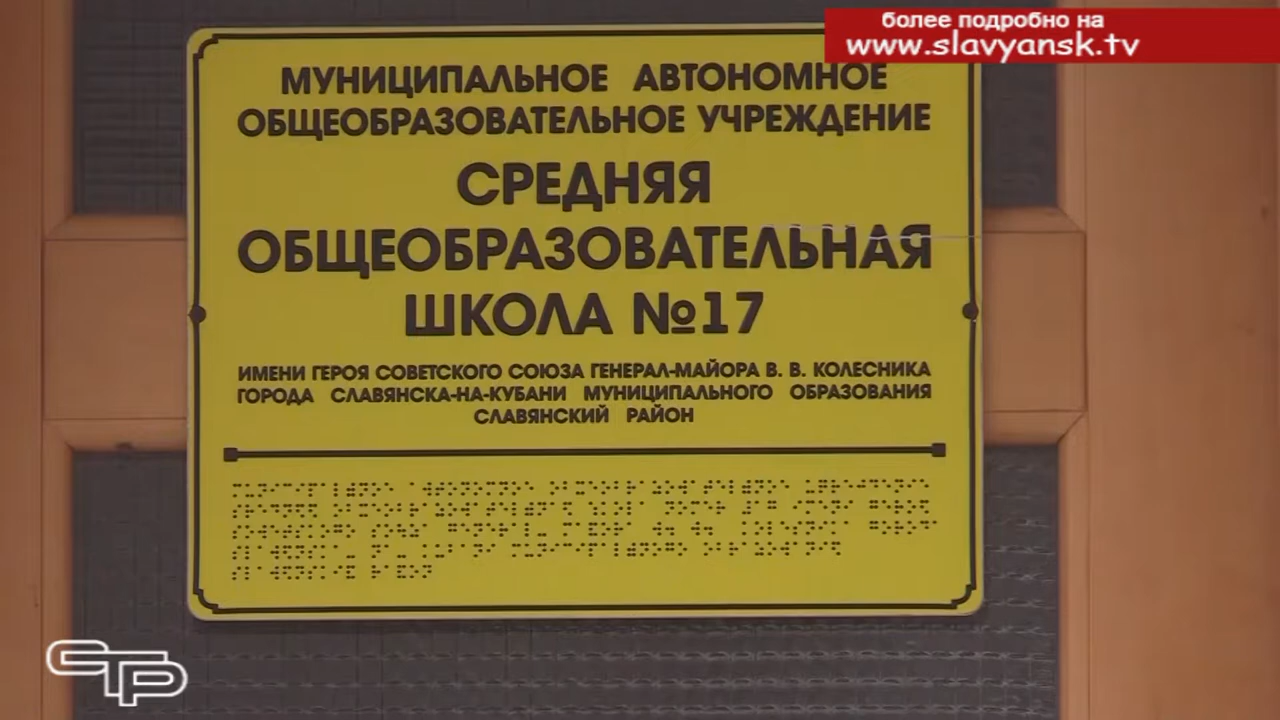 более подробно на
www.slavyansk.tv
МУНИЦИПАЛЬНОЕ АВТОНОМНОЕ
ОБЩЕОБРАЗОВАТЕЛЬНОЕ УЧРЕЖДЕНИЕ
СРЕДНЯЯ
ОБЩЕОБРАЗОВАТЕЛЬНАЯ
ШКОЛА №17
ИМЕНИ ГЕРОЯ СОВЕТСКОГО СОЮЗА ГЕНЕРАЛ-МАЙОРА В. В. КОЛЕСНИКА
ГОРОДА СЛАВЯНСКА-НА-КУБАНИ МУНИЦИПАЛЬНОГО ОБРАЗОВАНИЯ
СЛАВЯНСКИЙ РАЙОН
СТР